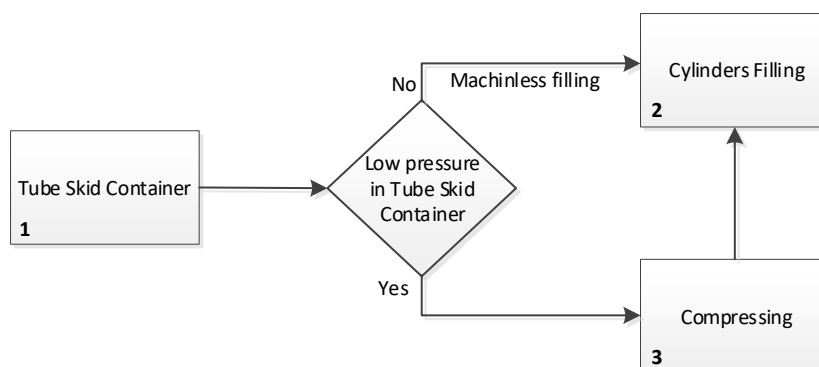 No
Machinless filling
Cylinders Filling
2
Tube Skid Container
1
Low pressure
in Tube Skid
Container
Yes
Compressing
3